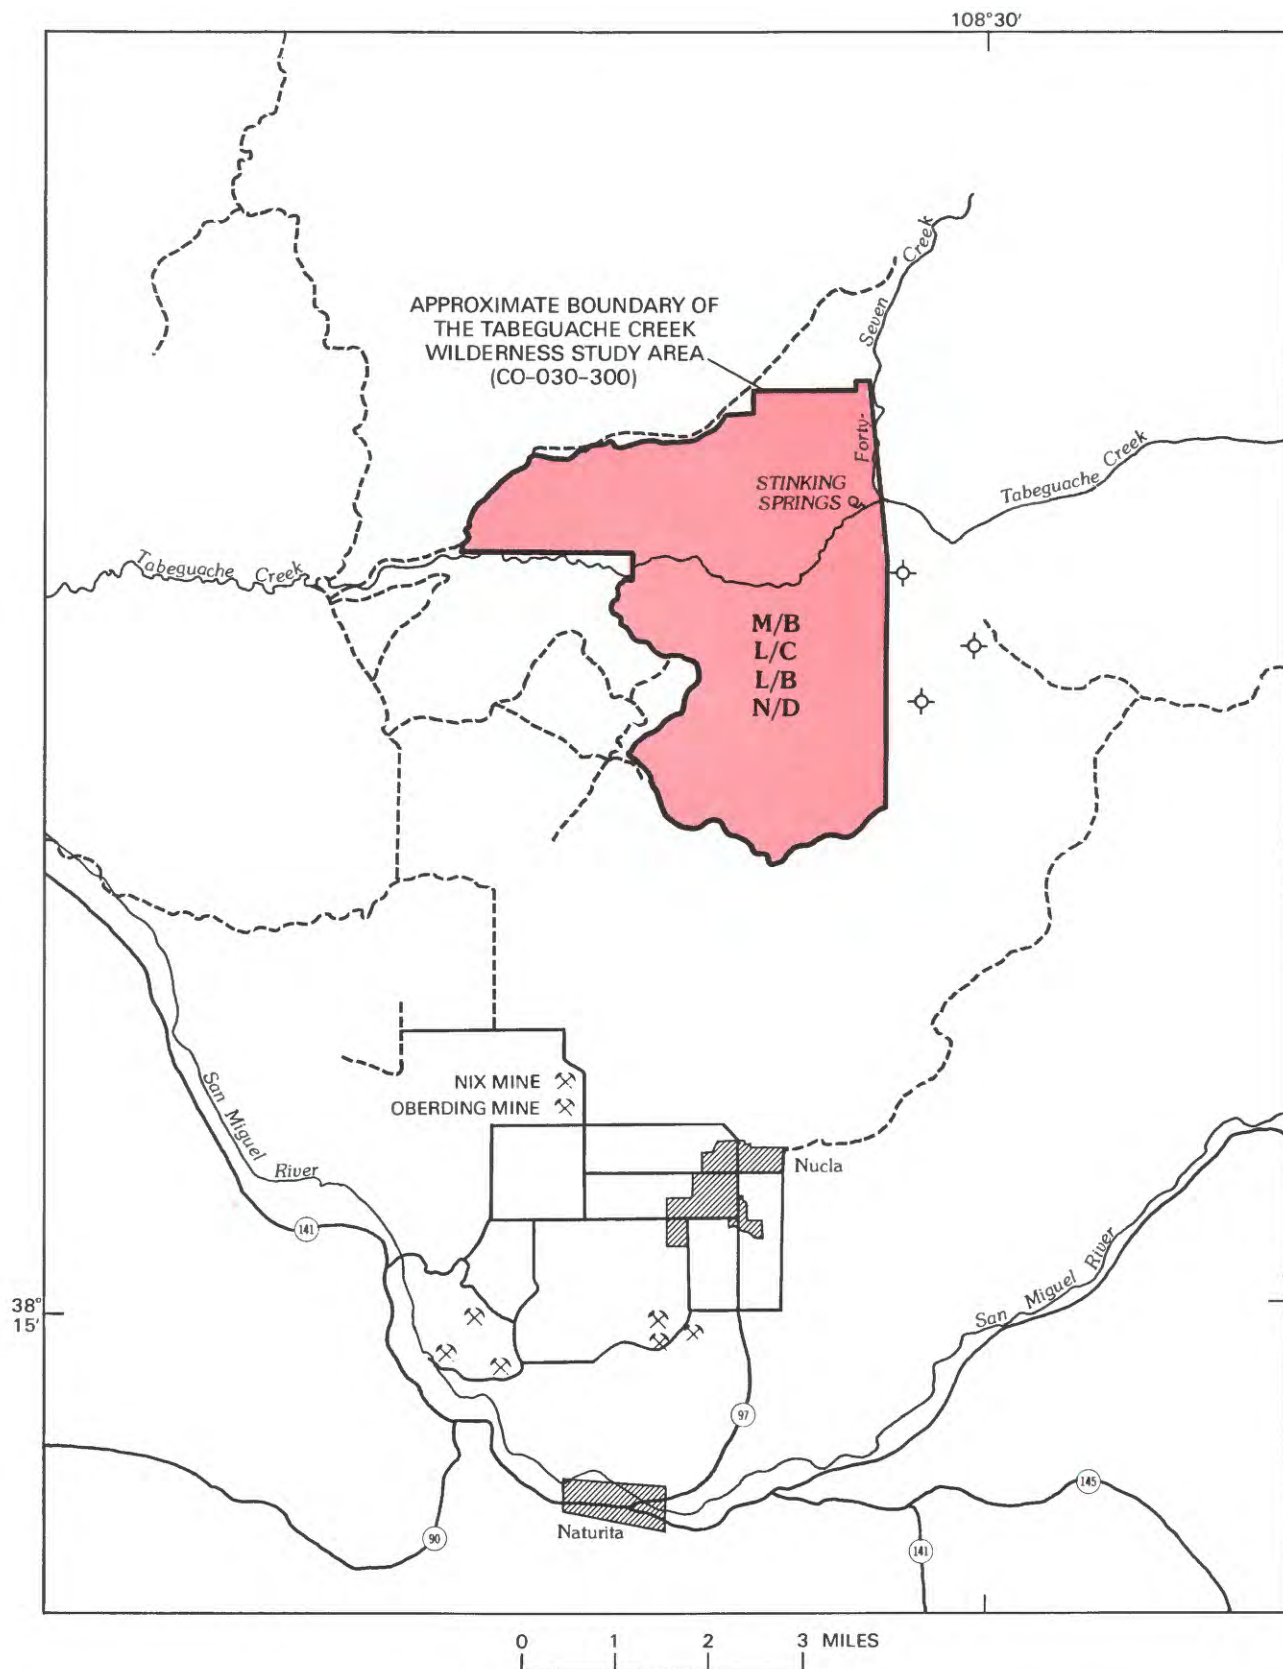 108°30′
APPROXIMATE BOUNDARY OF
THE TABEGUACHE CREEK
WILDERNESS STUDY AREA
(CO-030-300)
Forty-
Seven
Creek
STINKING
SPRINGS
Tabeguache Creek
Tabeguache Creek
M/B
L/C
L/B
N/D
NIX MINE
OBERDING MINE
San Miguel
River
Nucla
141
San Miguel River
38°
15′
97
145
Naturita
90
141
0 1 2 3 MILES